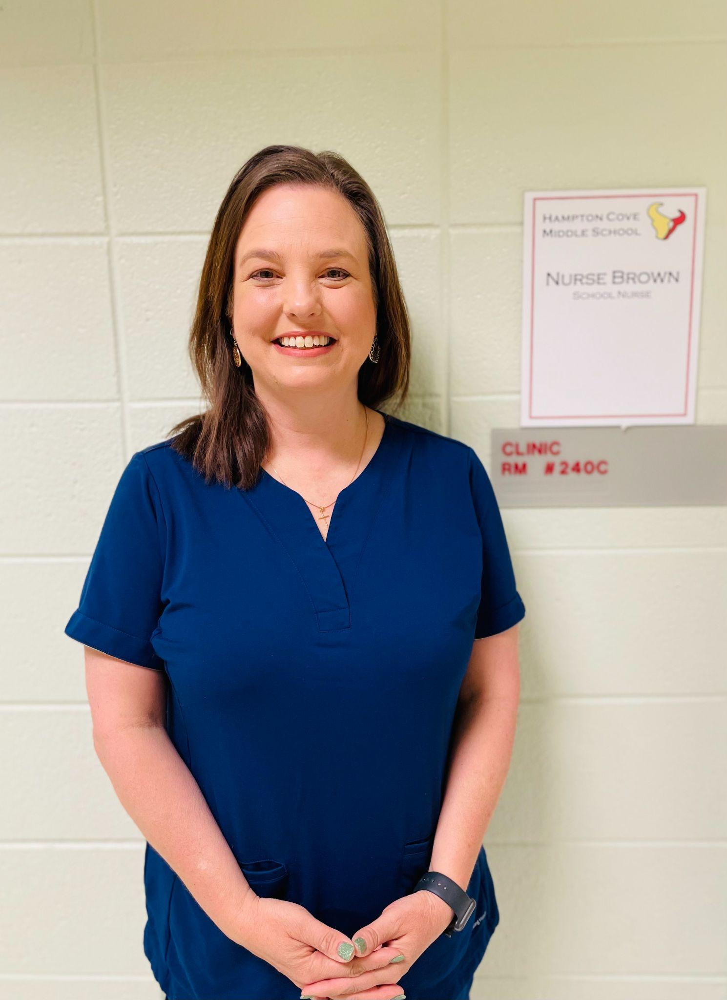 HAMPTON COVE
MIDDLE SCHOOL
NURSE BROWN
SCHOOL NURSE
CLINIC
RM #240C